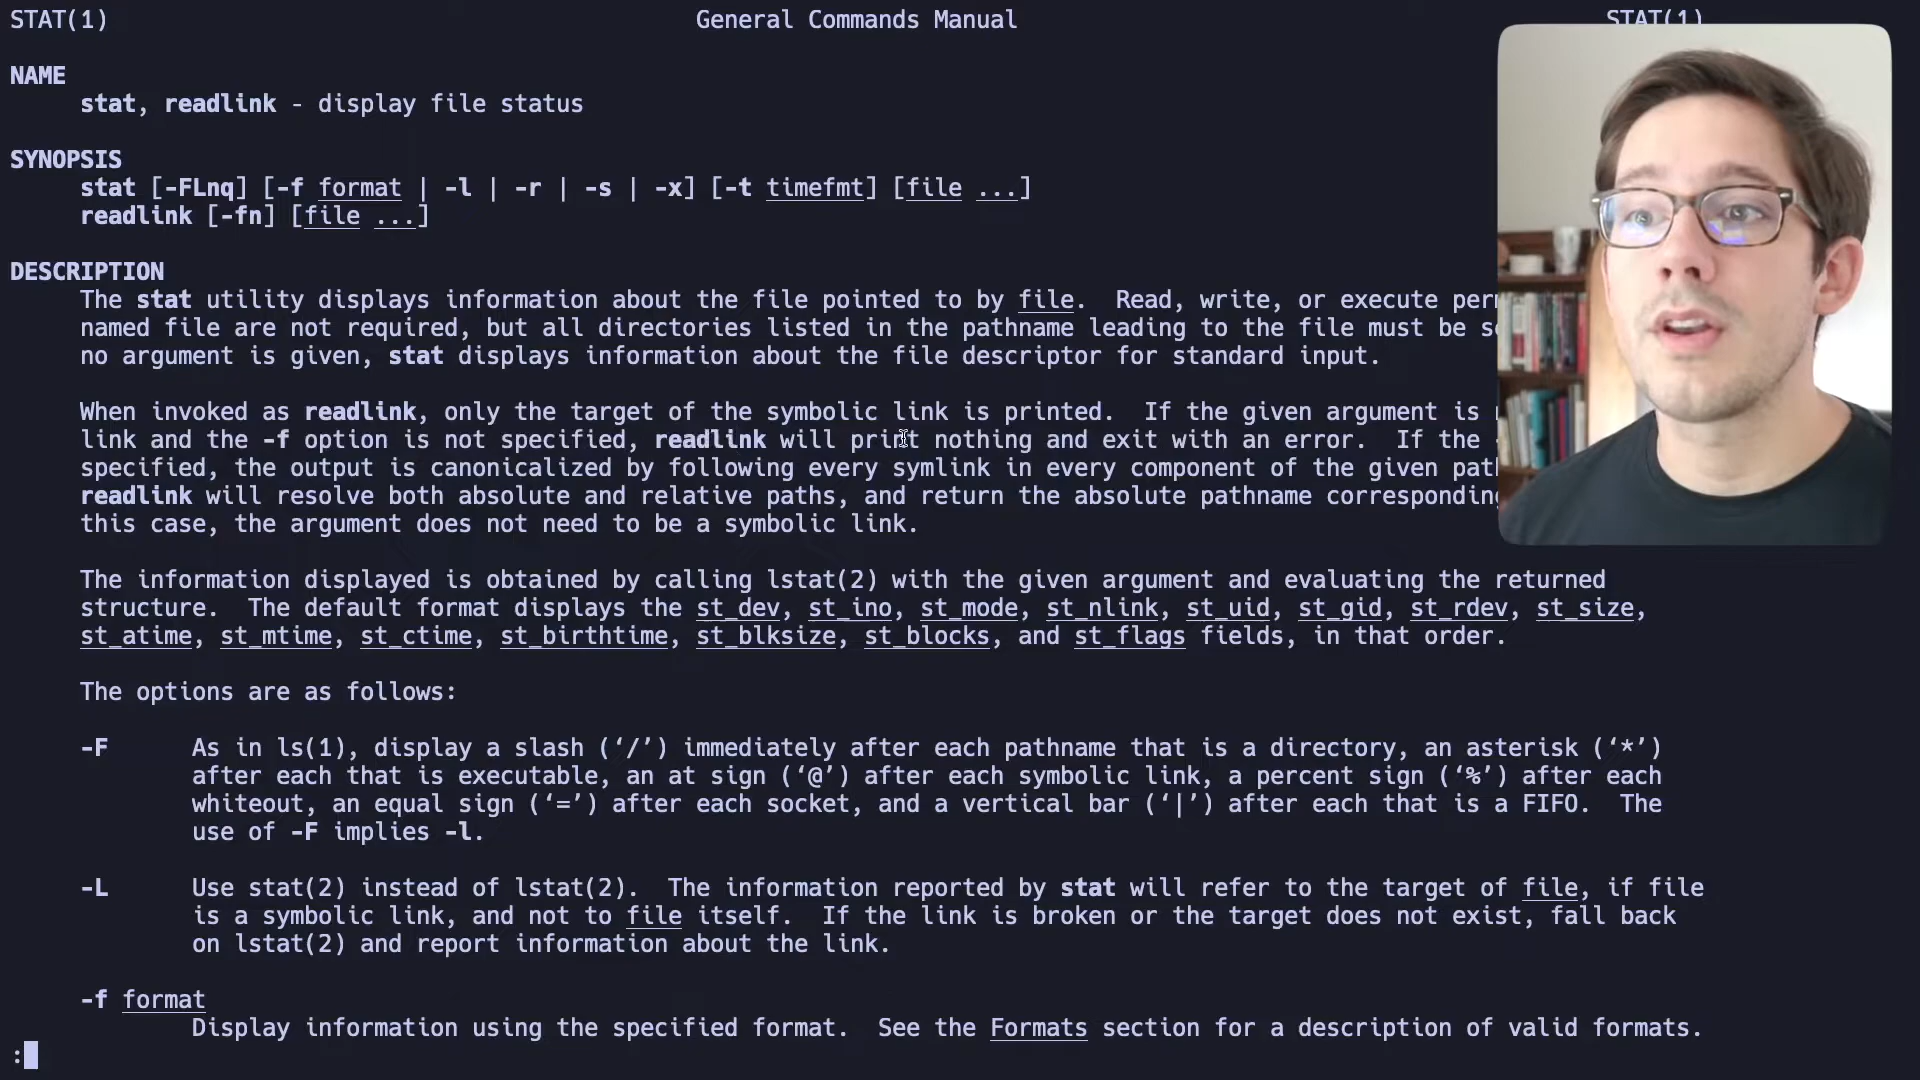 STAT(1) General Commands Manual STAT(1)
NAME
stat, readlink - display file status
SYNOPSIS
stat [-FLnq] [-f format | -l | -r | -s | -x] [-t timefmt] [file ...]
readlink [-fn] [file ...]
DESCRIPTION
The stat utility displays information about the file pointed to by file. Read, write, or execute
named file are not required, but all directories listed in the pathname leading to the file must be
no argument is given, stat displays information about the file descriptor for standard input.
When invoked as readlink, only the target of the symbolic link is printed. If the given argument is
link and the -f option is not specified, readlink will print nothing and exit with an error. If the
specified, the output is canonicalized by following every symlink in every component of the given
readlink will resolve both absolute and relative paths, and return the absolute pathname
this case, the argument does not need to be a symbolic link.
The information displayed is obtained by calling lstat(2) with the given argument and evaluating the returned
structure. The default format displays the st_dev, st_ino, st_mode, st_nlink, st_uid, st_gid, st_rdev, st_size,
st_atime, st_mtime, st_ctime, st_birthtime, st_blksize, st_blocks, and st_flags fields, in that order.
The options are as follows:
-F As in ls(1), display a slash (‘/’) immediately after each pathname that is a directory, an asterisk (‘*’)
after each that is executable, an at sign (‘@’) after each symbolic link, a percent sign (‘%’) after each
whiteout, an equal sign (‘=’) after each socket, and a vertical bar (‘|’) after each that is a FIFO. The
use of -F implies -l.
-L Use stat(2) instead of lstat(2). The information reported by stat will refer to the target of file, if file
is a symbolic link, and not to file itself. If the link is broken or the target does not exist, fall back
on lstat(2) and report information about the link.
-f format
Display information using the specified format. See the Formats section for a description of valid formats.
: